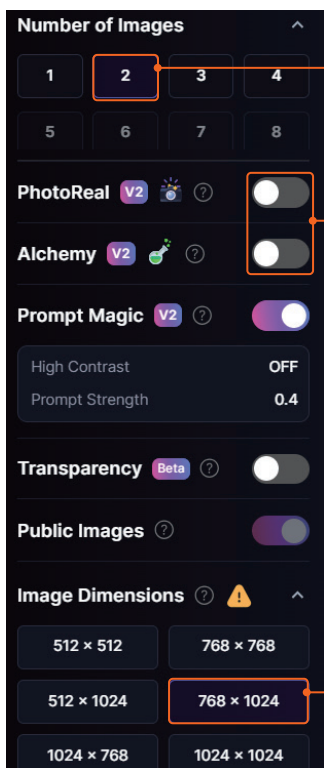 Number of Images
1 2 3 4
5 6 7 8
PhotoReal V2 ?
Alchemy V2 ?
Prompt Magic V2 ?
High Contrast OFF
Prompt Strength 0.4
Transparency Beta ?
Public Images ?
Image Dimensions ?
512 × 512 768 × 768
512 × 1024 768 × 1024
1024 × 768 1024 × 1024